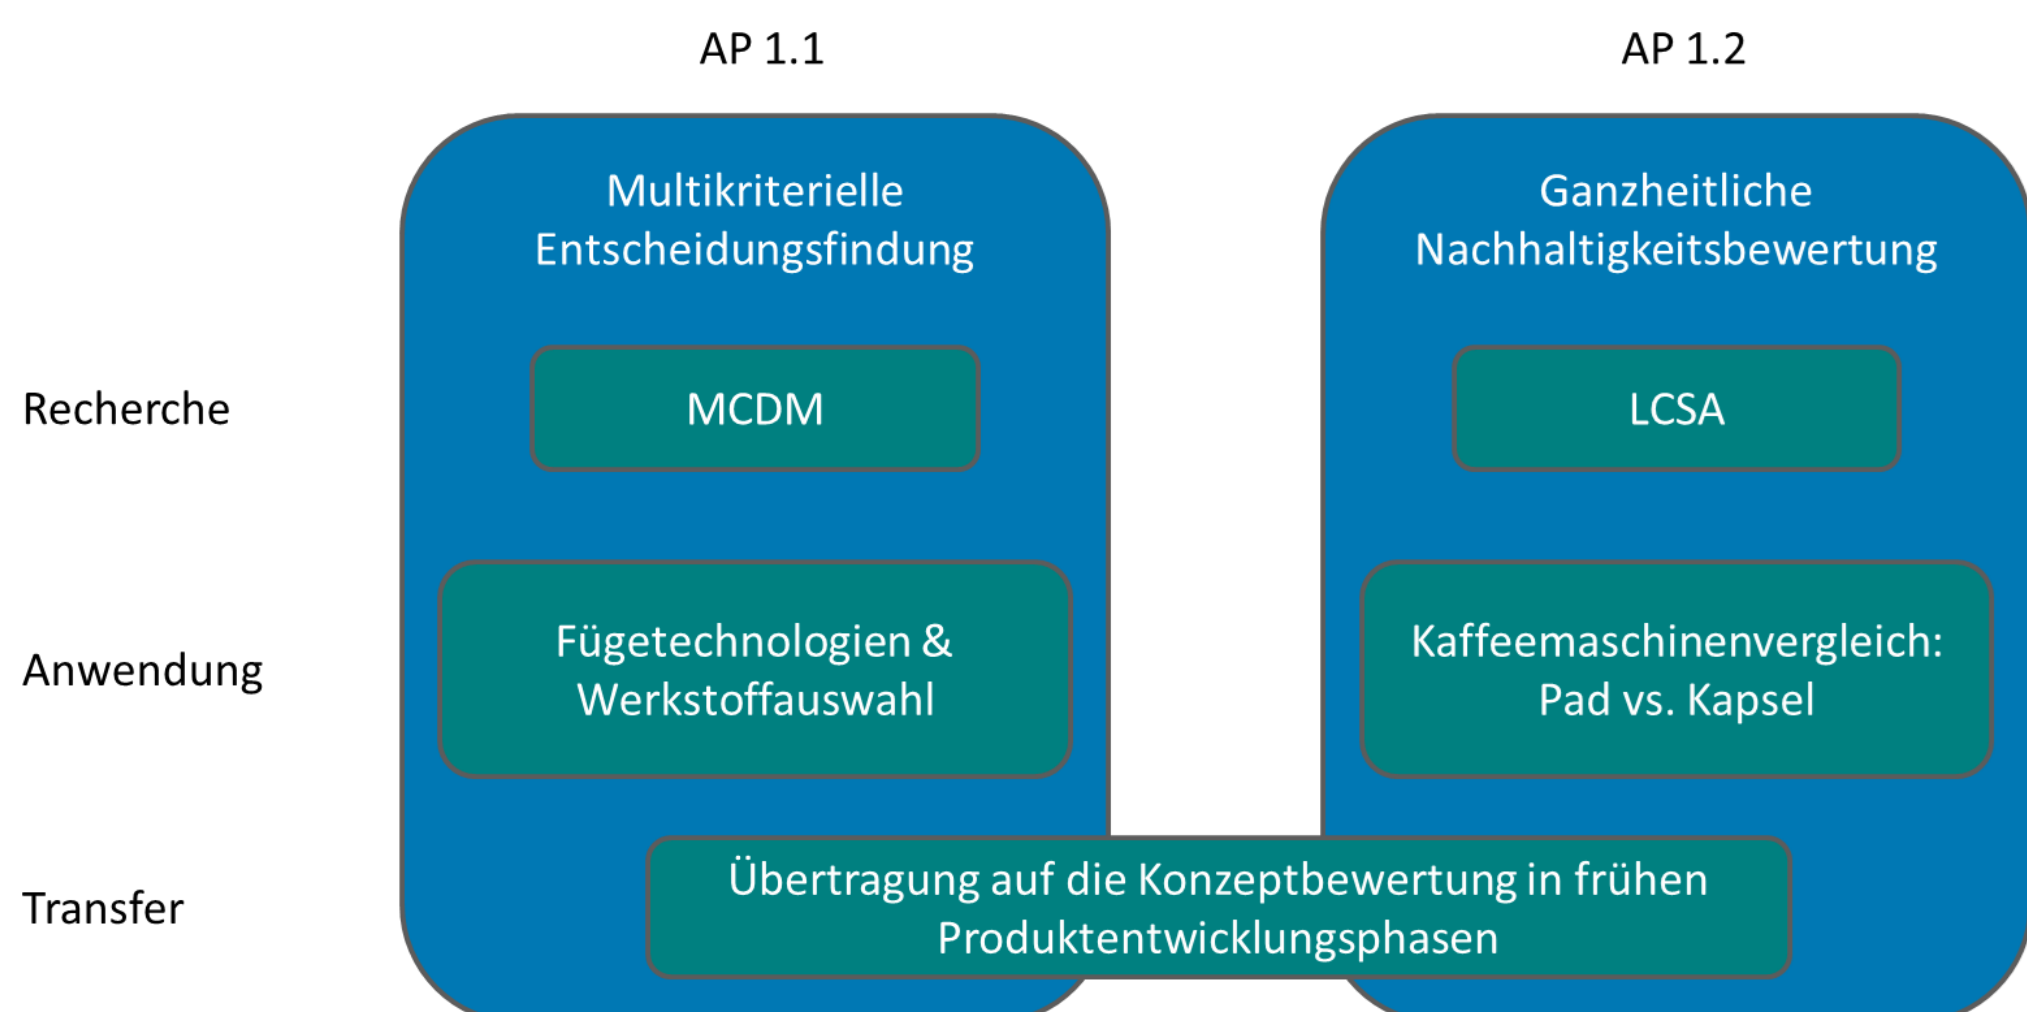 AP 1.1
AP 1.2
Multikriterielle
Entscheidungsfindung
Ganzheitliche
Nachhaltigkeitsbewertung
Recherche
MCDM
LCSA
Anwendung
Fügetechnologien &
Werkstoffauswahl
Kaffeemaschinenvergleich:
Pad vs. Kapsel
Transfer
Übertragung auf die Konzeptbewertung in frühen
Produktentwicklungsphasen